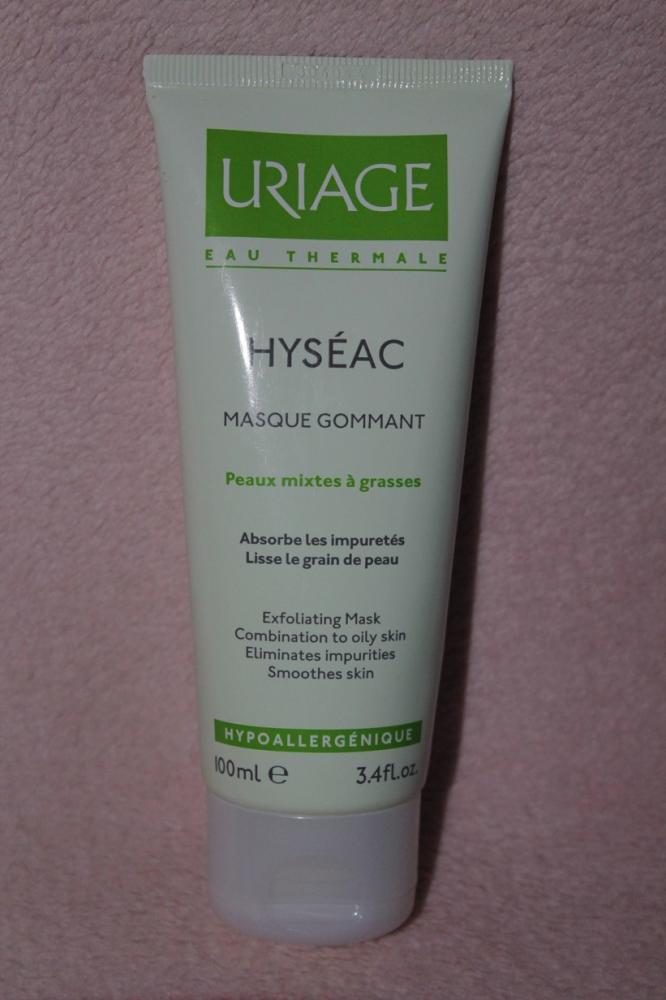 URIAGE
EAU THERMALE
HYSÉAC
MASQUE GOMMANT
Peaux mixtes à grasses
Absorbe les impuretés
Lisse le grain de peau
Exfoliating Mask
Combination to oily skin
Eliminates impurities
Smoothes skin
HYPOALLERGÉNIQUE
100ml ℮ 3.4fl.oz.